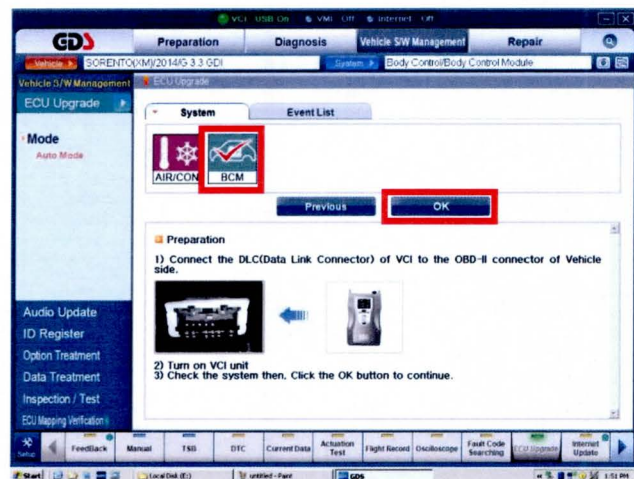 VCI USB On VMI Off Internet Off
GDS Preparation Diagnosis Vehicle S/W Management Repair
Vehicle SORENTO(XM)/2014/G 3.3 GDI System Body Control/Body Control Module
Vehicle S/W Management ECU Upgrade
ECU Upgrade
System Event List
Mode
Auto Mode
AIR/CON BCM
Previous OK
Preparation
1) Connect the DLC(Data Link Connector) of VCI to the OBD-II connector of Vehicle
side.
2) Turn on VCI unit
3) Check the system then, Click the OK button to continue.
Audio Update
ID Register
Option Treatment
Data Treatment
Inspection / Test
ECU Mapping Verification
Setup FeedBack Manual TSB DTC Current Data Actuation Test Flight Record Oscilloscope Fault Code Searching ECU Upgrade Internet Update
Start Local Disk (E:) untitled - Paint GDS 1:51 PM